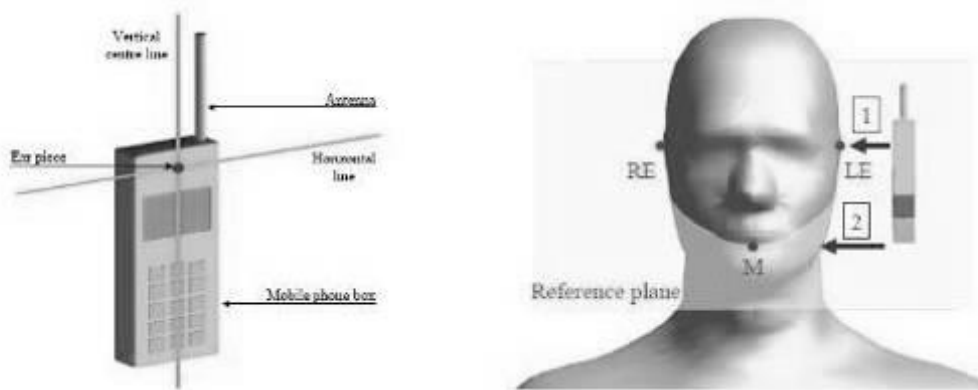 Vertical
centre line
Antenna
Ear piece
Horizontal
line
Mobile phone box
1
RE
LE
2
M
Reference plane